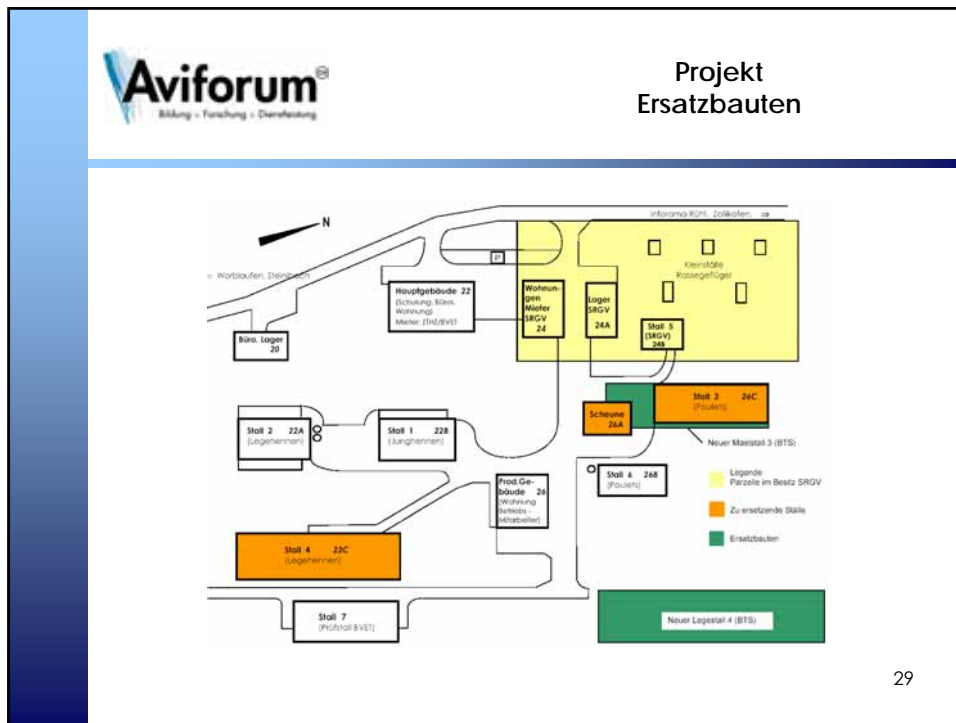 Aviforum
Bildung + Forschung + Dienstleistung
Projekt
Ersatzbauten
N
Inforama Rütti, Zollikofen,
Worblaufen, Steinibach
P
Hauptgebäude 22
(Schulung, Büros,
Wohnung)
Mieter: ZTHZ/BVET
Wohnun-
gen
Mieter
SRGV
24
Lager
SRGV
24A
Kleinställe
Rassegeflügel
Stall 5
(SRGV)
24B
Büro, Lager
20
Stall 2 22A
(Legehennen)
Stall 1 22B
(Junghennen)
Scheune
26A
Stall 3 26C
(Poulets)
Neuer Maststall 3 (BTS)
Stall 6 26B
(Poulets)
Prod.Ge-
bäude 26
(Wohnung
Betriebs-
Mitarbeiter)
Legende
Parzelle im Besitz SRGV
Zu ersetzende Ställe
Ersatzbauten
Stall 4 22C
(Legehennen)
Stall 7
(Prüfstall BVET)
Neuer Legestall 4 (BTS)
29